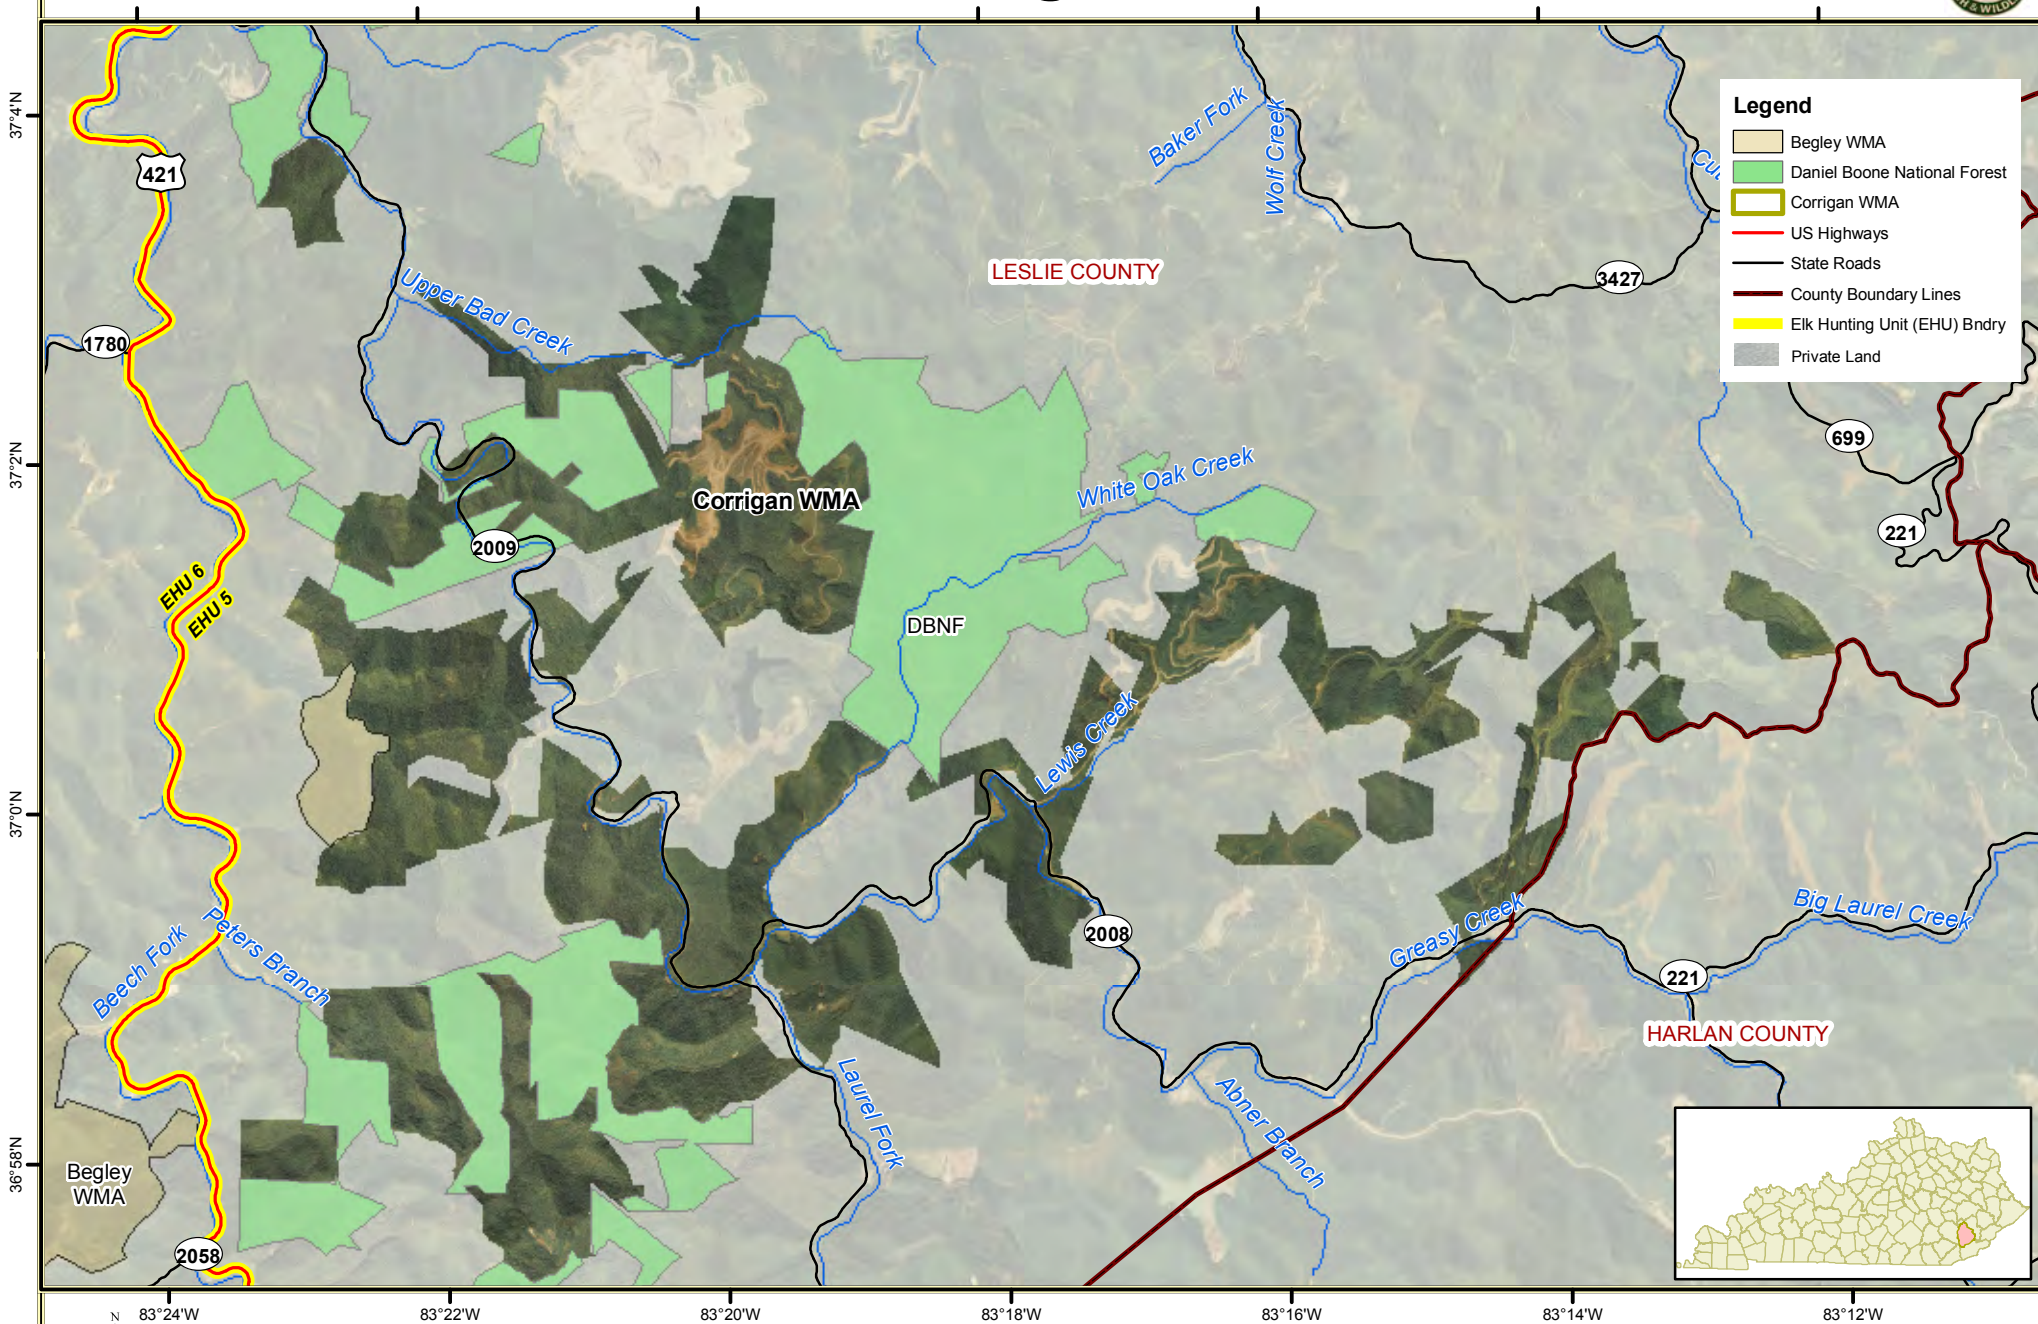 H & WILDL
37°4'N
37°2'N
37°0'N
36°58'N
421
1780
EHU 6
EHU 5
2009
Upper Bad Creek
Baker Fork
Wolf Creek
LESLIE COUNTY
3427
Legend
Begley WMA
Daniel Boone National Forest
Corrigan WMA
US Highways
State Roads
County Boundary Lines
Elk Hunting Unit (EHU) Bndry
Private Land
699
221
Corrigan WMA
White Oak Creek
DBNF
Lewis Creek
2008
Greasy Creek
Big Laurel Creek
221
HARLAN COUNTY
Beech Fork
Peters Branch
Laurel Fork
Abner Branch
Begley
WMA
2058
N
83°24'W
83°22'W
83°20'W
83°18'W
83°16'W
83°14'W
83°12'W